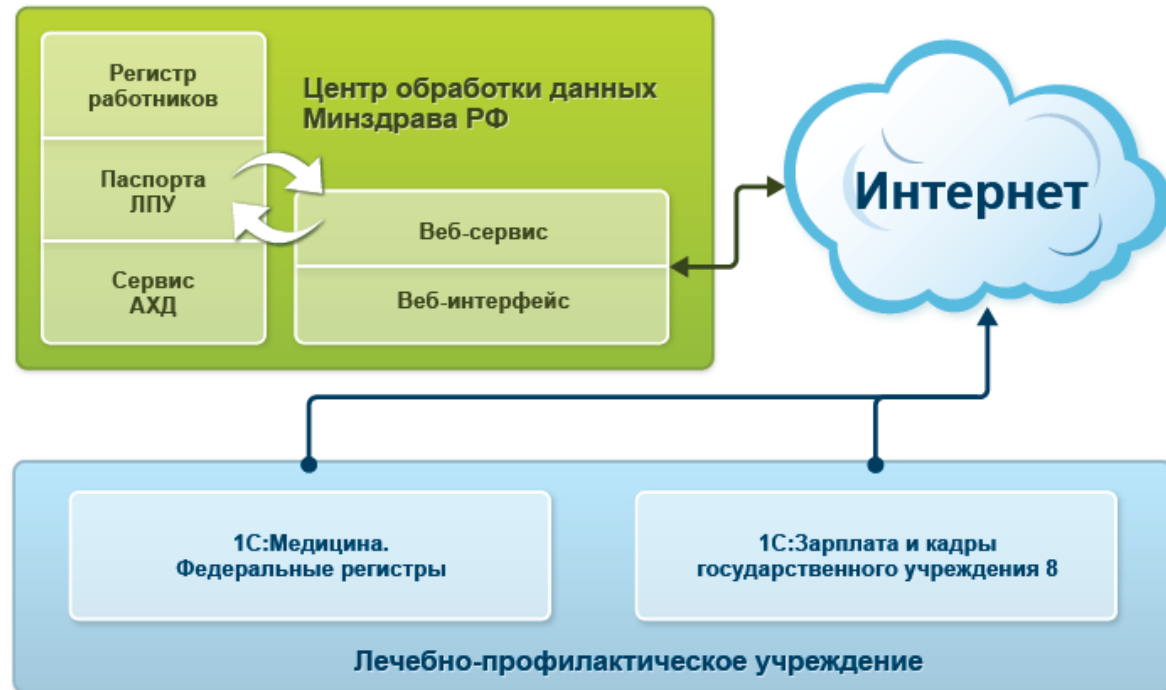 Регистр
работников
Паспорта
ЛПУ
Сервис
АХД
Центр обработки данных
Минздрава РФ
Веб-сервис
Веб-интерфейс
Интернет
1С:Медицина.
Федеральные регистры
1С:Зарплата и кадры
государственного учреждения 8
Лечебно-профилактическое учреждение